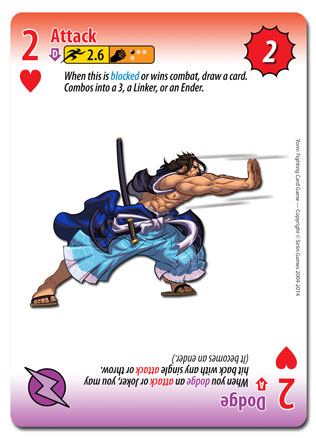 2 Attack
D 2.6
When this is blocked or wins combat, draw a card.
Combos into a 3, a Linker, or an Ender.
2
Yomi: Fighting Card Game — Copyright © Sirlin Games 2004-2014
2 Dodge
A
When you dodge an attack or Joker, you may
hit back with any single attack or throw.
(It becomes an ender.)